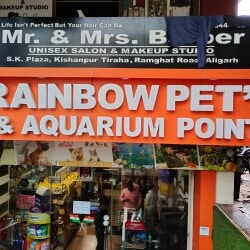 MAKEUP STUDIO
Life Isn't Perfect But Your Hair Can Be
Mr. & Mrs. B
UNISEX SALON & MAKEUP STUDIO
S.K. Plaza, Kishanpur Tiraha, Ramghat Road, Aligarh
RAINBOW PET'
& AQUARIUM POINT